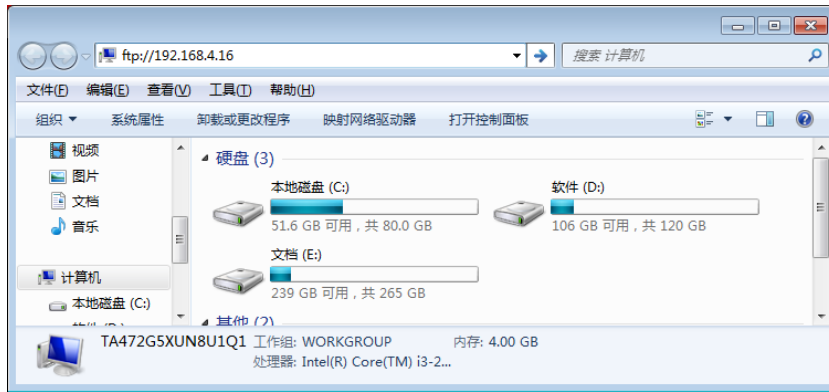 ftp://192.168.4.16
搜索 计算机
文件(F) 编辑(E) 查看(V) 工具(T) 帮助(H)
组织 系统属性 卸载或更改程序 映射网络驱动器 打开控制面板
视频
图片
文档
音乐
计算机
本地磁盘 (C:)
硬盘 (3)
本地磁盘 (C:)
51.6 GB 可用，共 80.0 GB
软件 (D:)
106 GB 可用，共 120 GB
文档 (E:)
239 GB 可用，共 265 GB
其他 (2)
TA472G5XUN8U1Q1 工作组: WORKGROUP 内存: 4.00 GB
处理器: Intel(R) Core(TM) i3-2...